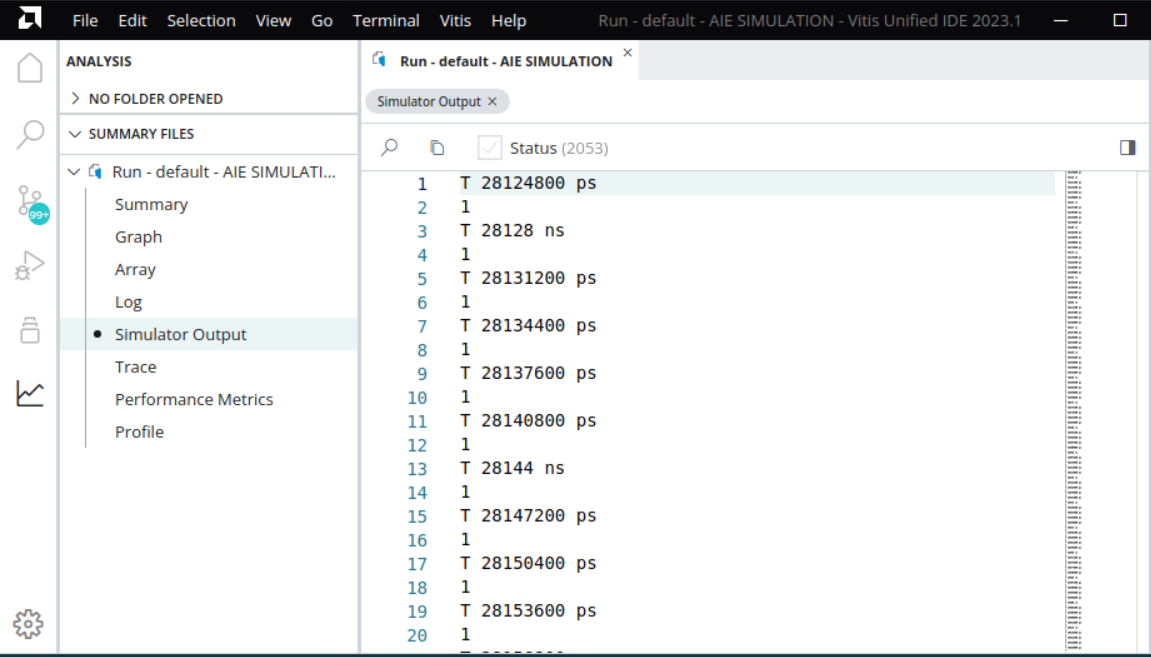 File Edit Selection View Go Terminal Vitis Help Run - default - AIE SIMULATION - Vitis Unified IDE 2023.1
ANALYSIS
NO FOLDER OPENED
SUMMARY FILES
Run - default - AIE SIMULATI...
Summary
Graph
Array
Log
Simulator Output
Trace
Performance Metrics
Profile
99+
Run - default - AIE SIMULATION
Simulator Output
Status (2053)
1 T 28124800 ps
2 1
3 T 28128 ns
4 1
5 T 28131200 ps
6 1
7 T 28134400 ps
8 1
9 T 28137600 ps
10 1
11 T 28140800 ps
12 1
13 T 28144 ns
14 1
15 T 28147200 ps
16 1
17 T 28150400 ps
18 1
19 T 28153600 ps
20 1